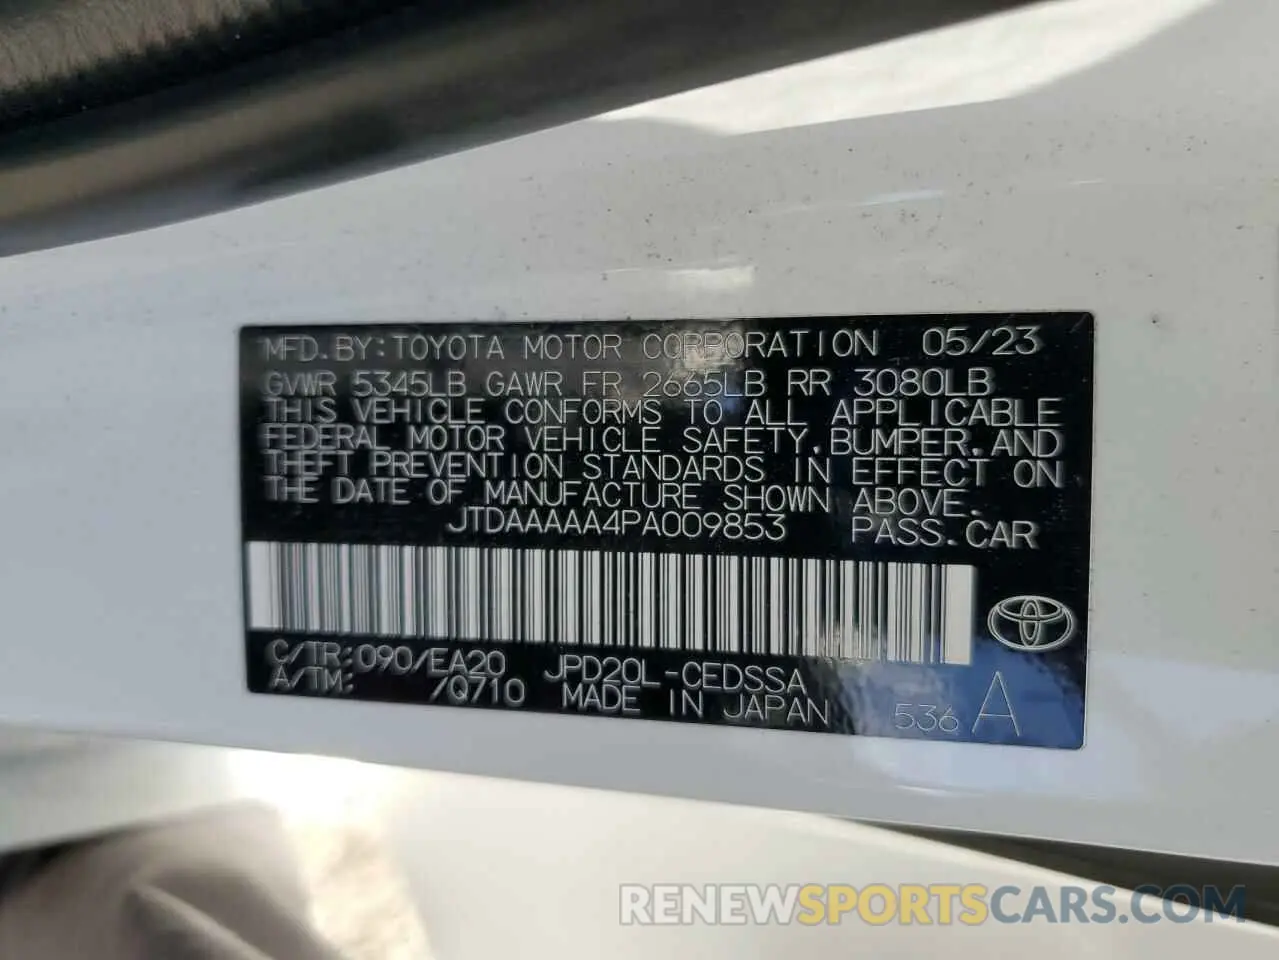 MFD.BY:TOYOTA MOTOR CORPORATION 05/23
GVWR 5345LB GAWR FR 2665LB RR 3080LB
THIS VEHICLE CONFORMS TO ALL APPLICABLE
FEDERAL MOTOR VEHICLE SAFETY,BUMPER,AND
THEFT PREVENTION STANDARDS IN EFFECT ON
THE DATE OF MANUFACTURE SHOWN ABOVE.
JTDAAAAA4PA009853 PASS.CAR
C/TR:090/EA20 JPD20L-CEDSSA
A/TM: /Q710 MADE IN JAPAN 536 A
RENEWSPORTSCARS.COM